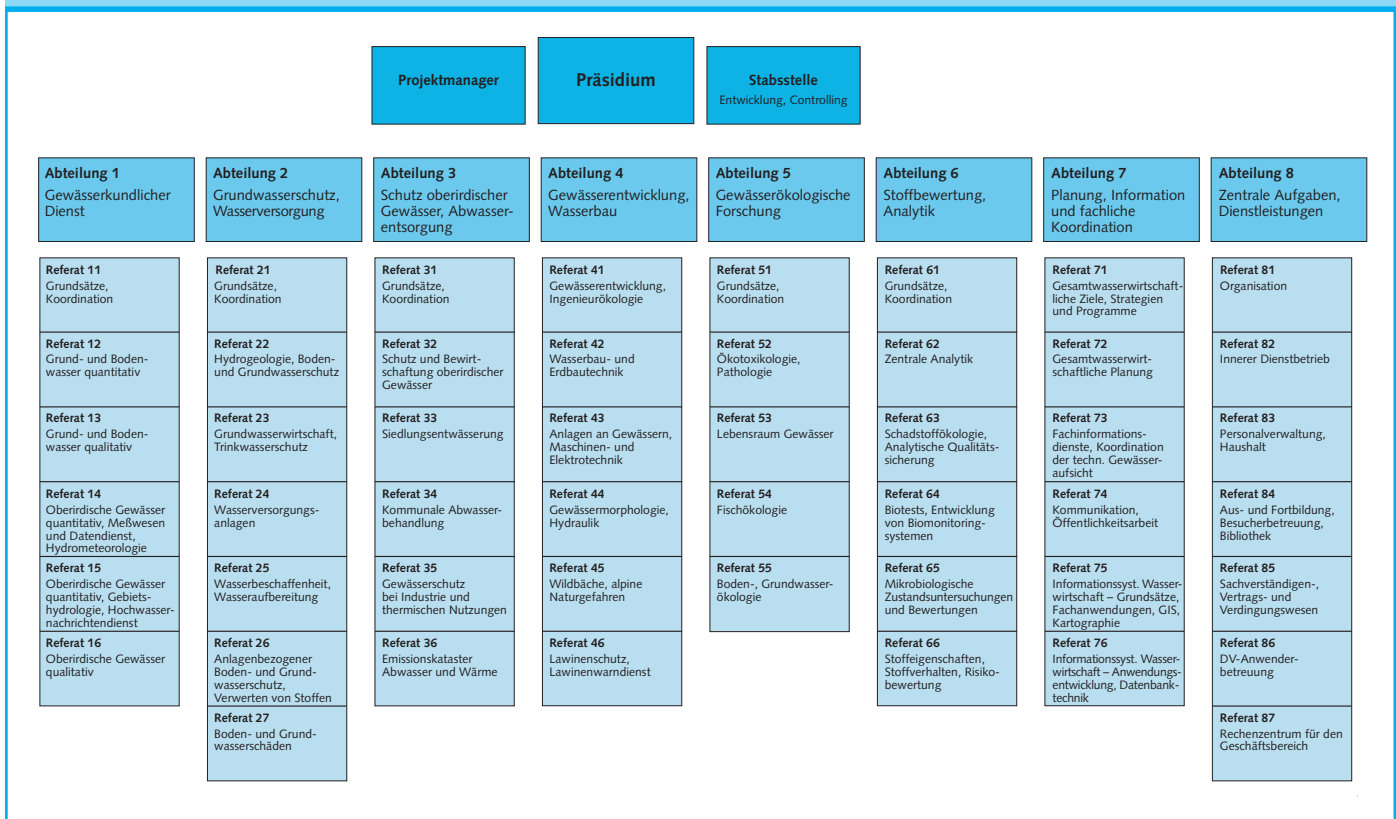 Projektmanager
Präsidium
Stabsstelle
Entwicklung, Controlling
Abteilung 1
Gewässerkundlicher
Dienst
Referat 11
Grundsätze,
Koordination
Referat 12
Grund- und Boden-
wasser quantitativ
Referat 13
Grund- und Boden-
wasser qualitativ
Referat 14
Oberirdische Gewässer
quantitativ, Meßwesen
und Datendienst,
Hydrometeorologie
Referat 15
Oberirdische Gewässer
quantitativ, Gebiets-
hydrologie, Hochwasser-
nachrichtendienst
Referat 16
Oberirdische Gewässer
qualitativ
Abteilung 2
Grundwasserschutz,
Wasserversorgung
Referat 21
Grundsätze,
Koordination
Referat 22
Hydrogeologie, Boden-
und Grundwasserschutz
Referat 23
Grundwasserwirtschaft,
Trinkwasserschutz
Referat 24
Wasserversorgungs-
anlagen
Referat 25
Wasserbeschaffenheit,
Wasseraufbereitung
Referat 26
Anlagenbezogener
Boden- und Grund-
wasserschutz,
Verwerten von Stoffen
Referat 27
Boden- und Grund-
wasserschäden
Abteilung 3
Schutz oberirdischer
Gewässer, Abwasser-
entsorgung
Referat 31
Grundsätze,
Koordination
Referat 32
Schutz und Bewirt-
schaftung oberirdischer
Gewässer
Referat 33
Siedlungsentwässerung
Referat 34
Kommunale Abwasser-
behandlung
Referat 35
Gewässerschutz
bei Industrie und
thermischen Nutzungen
Referat 36
Emissionskataster
Abwasser und Wärme
Abteilung 4
Gewässerentwicklung,
Wasserbau
Referat 41
Gewässerentwicklung,
Ingenieurökologie
Referat 42
Wasserbau- und
Erdbautechnik
Referat 43
Anlagen an Gewässern,
Maschinen- und
Elektrotechnik
Referat 44
Gewässermorphologie,
Hydraulik
Referat 45
Wildbäche, alpine
Naturgefahren
Referat 46
Lawinenschutz,
Lawinenwarndienst
Abteilung 5
Gewässerökologische
Forschung
Referat 51
Grundsätze,
Koordination
Referat 52
Ökotoxikologie,
Pathologie
Referat 53
Lebensraum Gewässer
Referat 54
Fischökologie
Referat 55
Boden-, Grundwasser-
ökologie
Abteilung 6
Stoffbewertung,
Analytik
Referat 61
Grundsätze,
Koordination
Referat 62
Zentrale Analytik
Referat 63
Schadstoffökologie,
Analytische Qualitäts-
sicherung
Referat 64
Biotests, Entwicklung
von Biomonitoring-
systemen
Referat 65
Mikrobiologische
Zustandsuntersuchungen
und Bewertungen
Referat 66
Stoffeigenschaften,
Stoffverhalten, Risiko-
bewertung
Abteilung 7
Planung, Information
und fachliche
Koordination
Referat 71
Gesamtwasserwirtschaft-
liche Ziele, Strategien
und Programme
Referat 72
Gesamtwasserwirt-
schaftliche Planung
Referat 73
Fachinformations-
dienste, Koordination
der techn. Gewässer-
aufsicht
Referat 74
Kommunikation,
Öffentlichkeitsarbeit
Referat 75
Informationssyst. Wasser-
wirtschaft – Grundsätze,
Fachanwendungen, GIS,
Kartographie
Referat 76
Informationssyst. Wasser-
wirtschaft – Anwendungs-
entwicklung, Datenbank-
technik
Abteilung 8
Zentrale Aufgaben,
Dienstleistungen
Referat 81
Organisation
Referat 82
Innerer Dienstbetrieb
Referat 83
Personalverwaltung,
Haushalt
Referat 84
Aus- und Fortbildung,
Besucherbetreuung,
Bibliothek
Referat 85
Sachverständigen-,
Vertrags- und
Verdingungswesen
Referat 86
DV-Anwender-
betreuung
Referat 87
Rechenzentrum für den
Geschäftsbereich